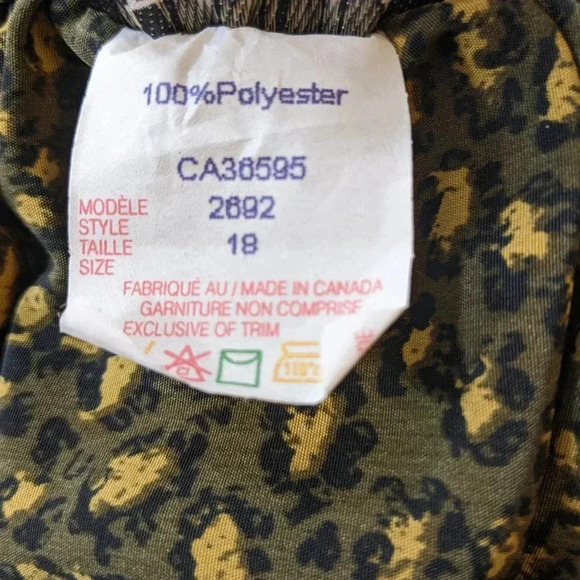 100%Polyester
CA36595
MODÈLE 2692
STYLE
TAILLE 18
SIZE
FABRIQUÉ AU / MADE IN CANADA
GARNITURE NON COMPRISE
EXCLUSIVE OF TRIM
110°C